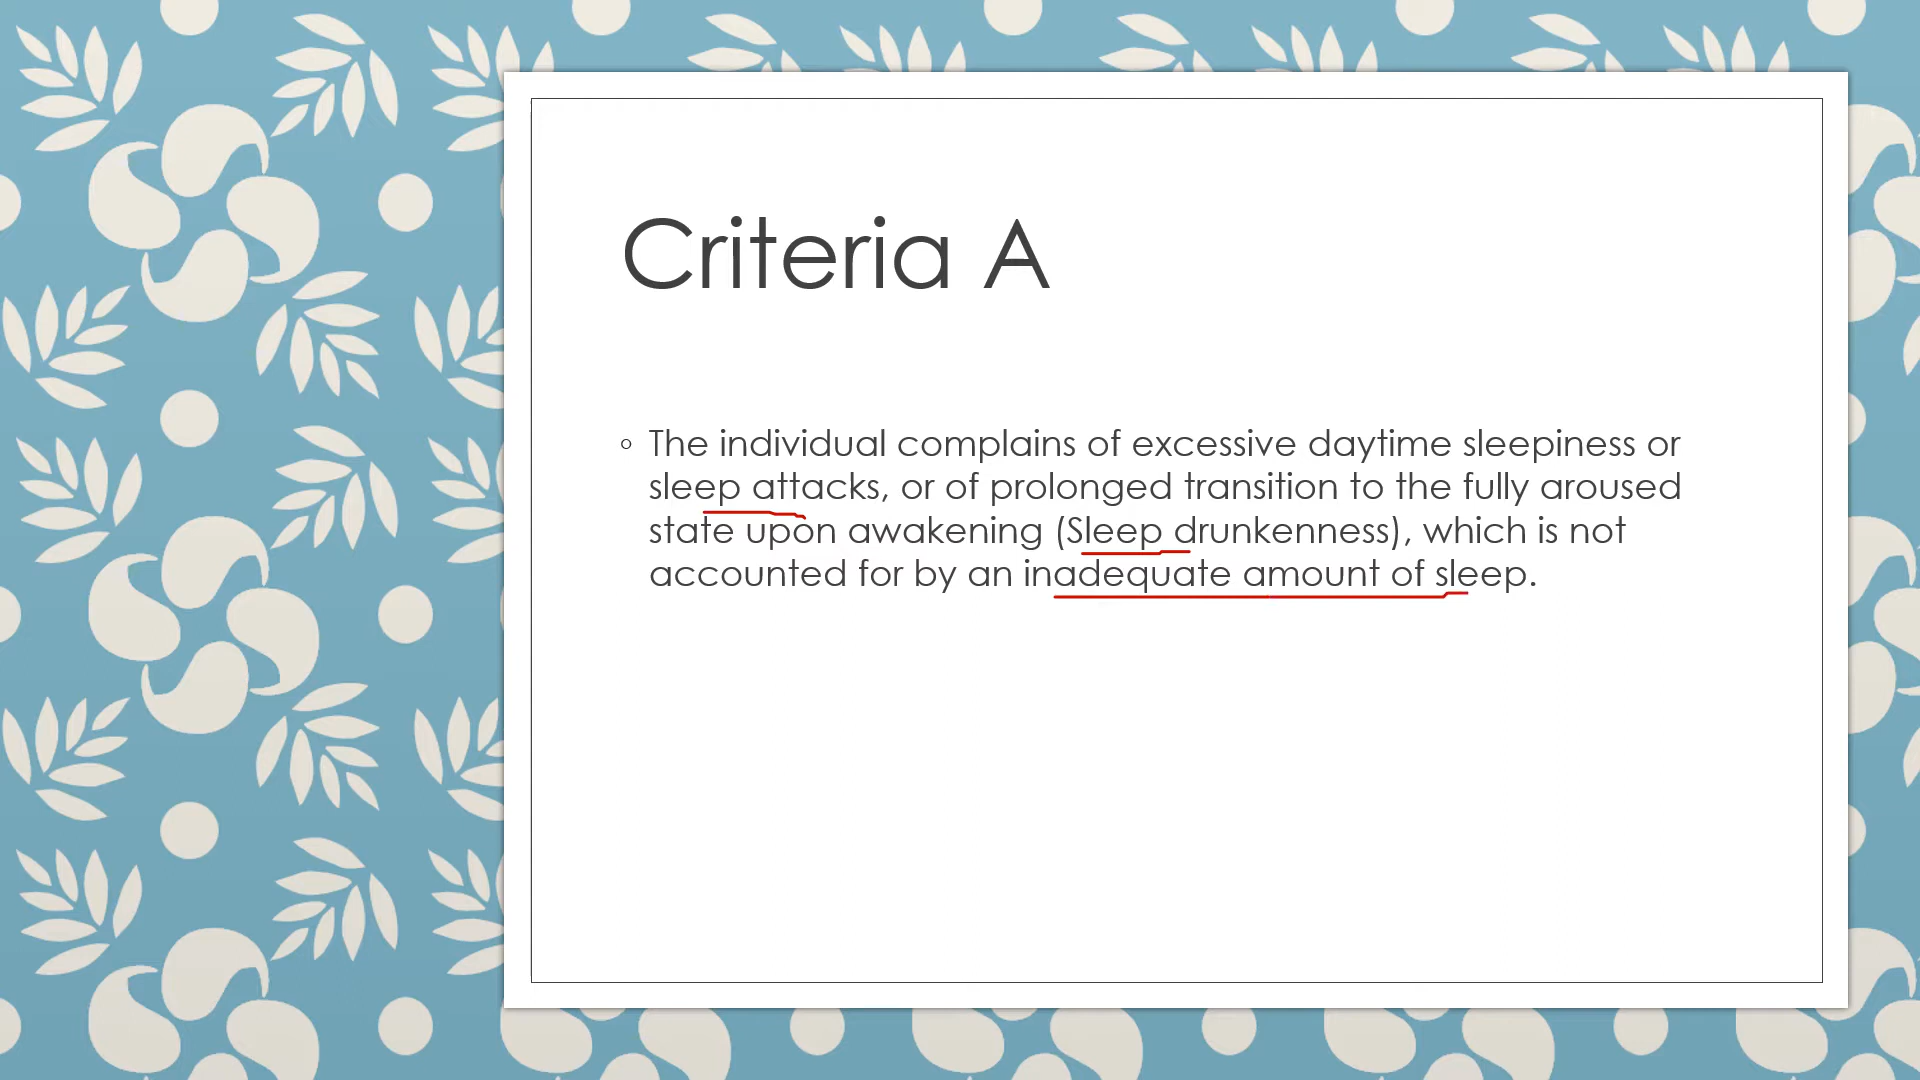 Criteria A
◦ The individual complains of excessive daytime sleepiness or
sleep attacks, or of prolonged transition to the fully aroused
state upon awakening (Sleep drunkenness), which is not
accounted for by an inadequate amount of sleep.